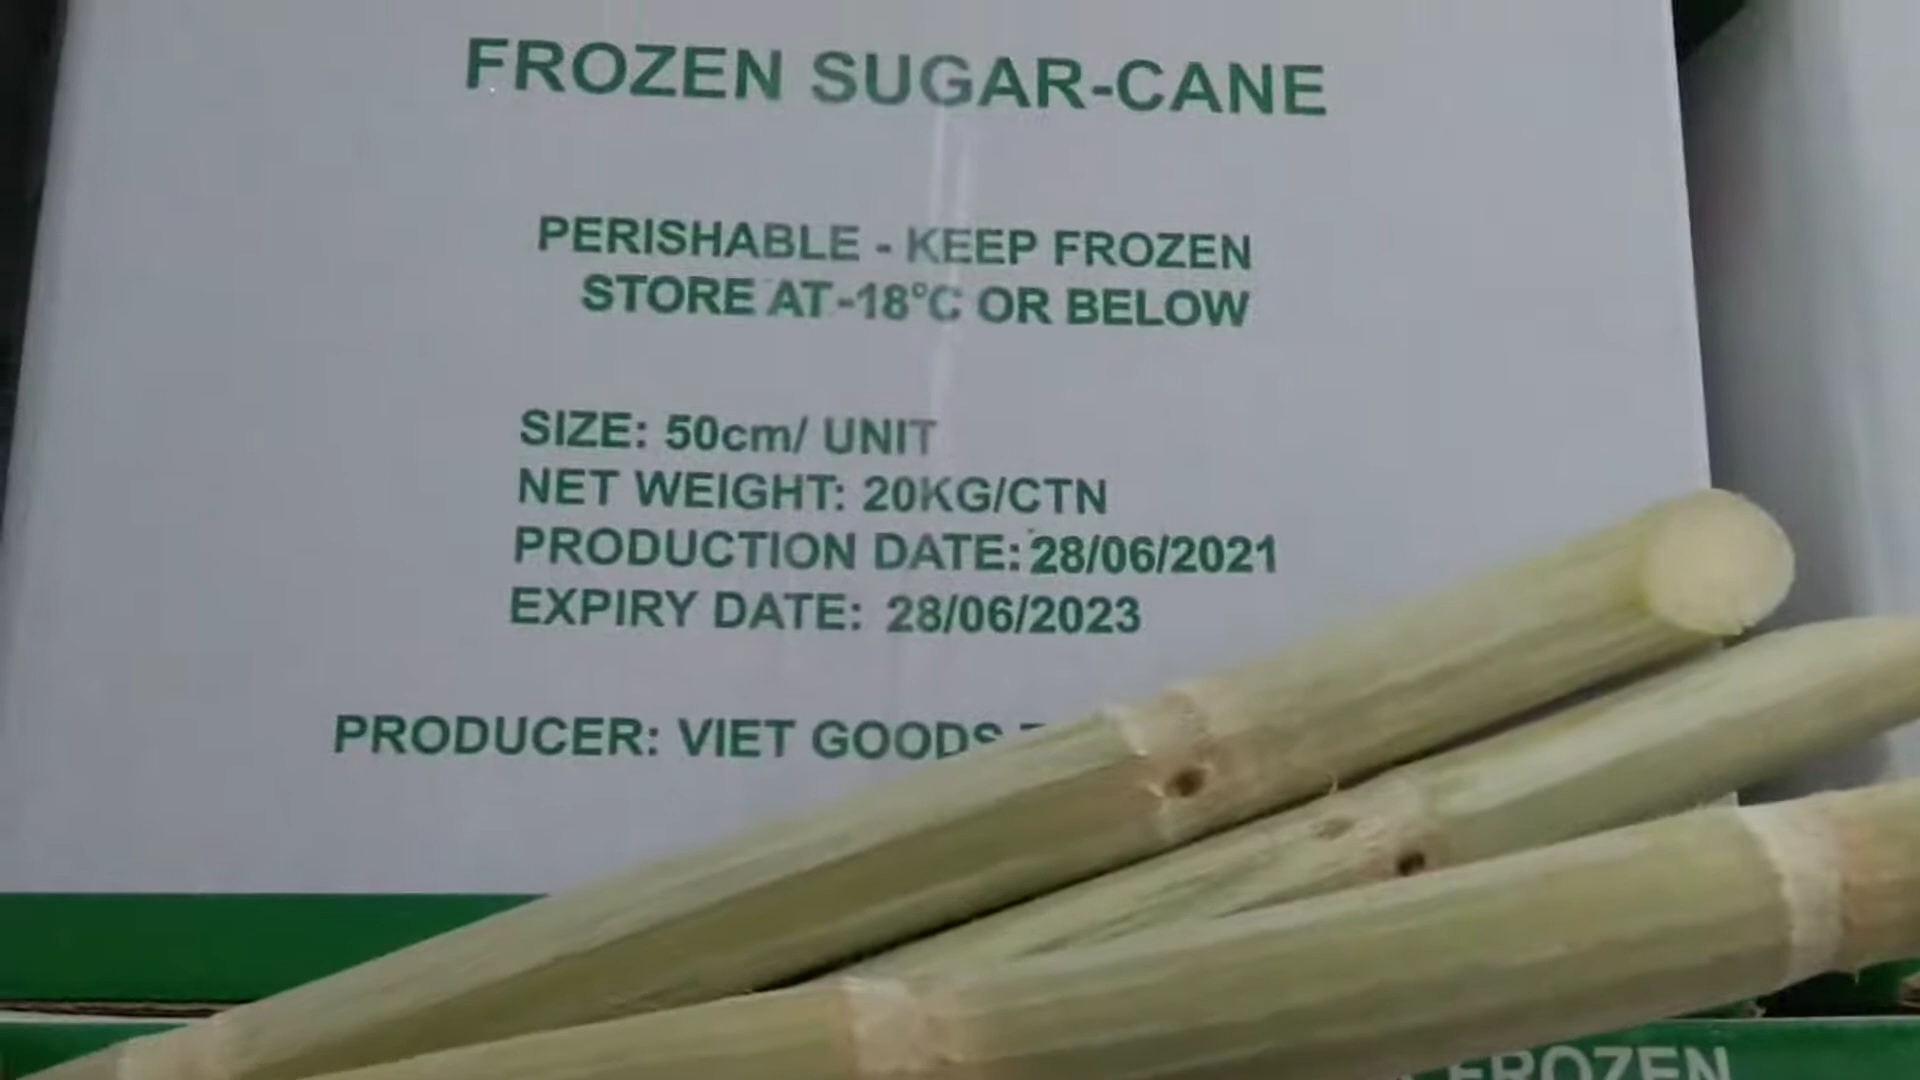 FROZEN SUGAR-CANE
PERISHABLE - KEEP FROZEN
STORE AT -18°C OR BELOW
SIZE: 50cm/ UNIT
NET WEIGHT: 20KG/CTN
PRODUCTION DATE: 28/06/2021
EXPIRY DATE: 28/06/2023
PRODUCER: VIET GOODS
FROZEN